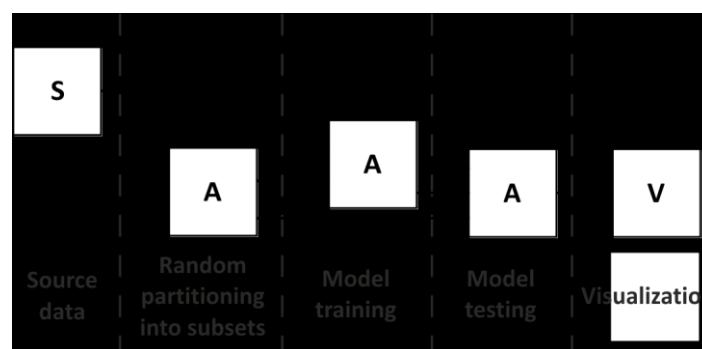 S
A
A
A
V
Source
data
Random
partitioning
into subsets
Model
training
Model
testing
Visualizatio